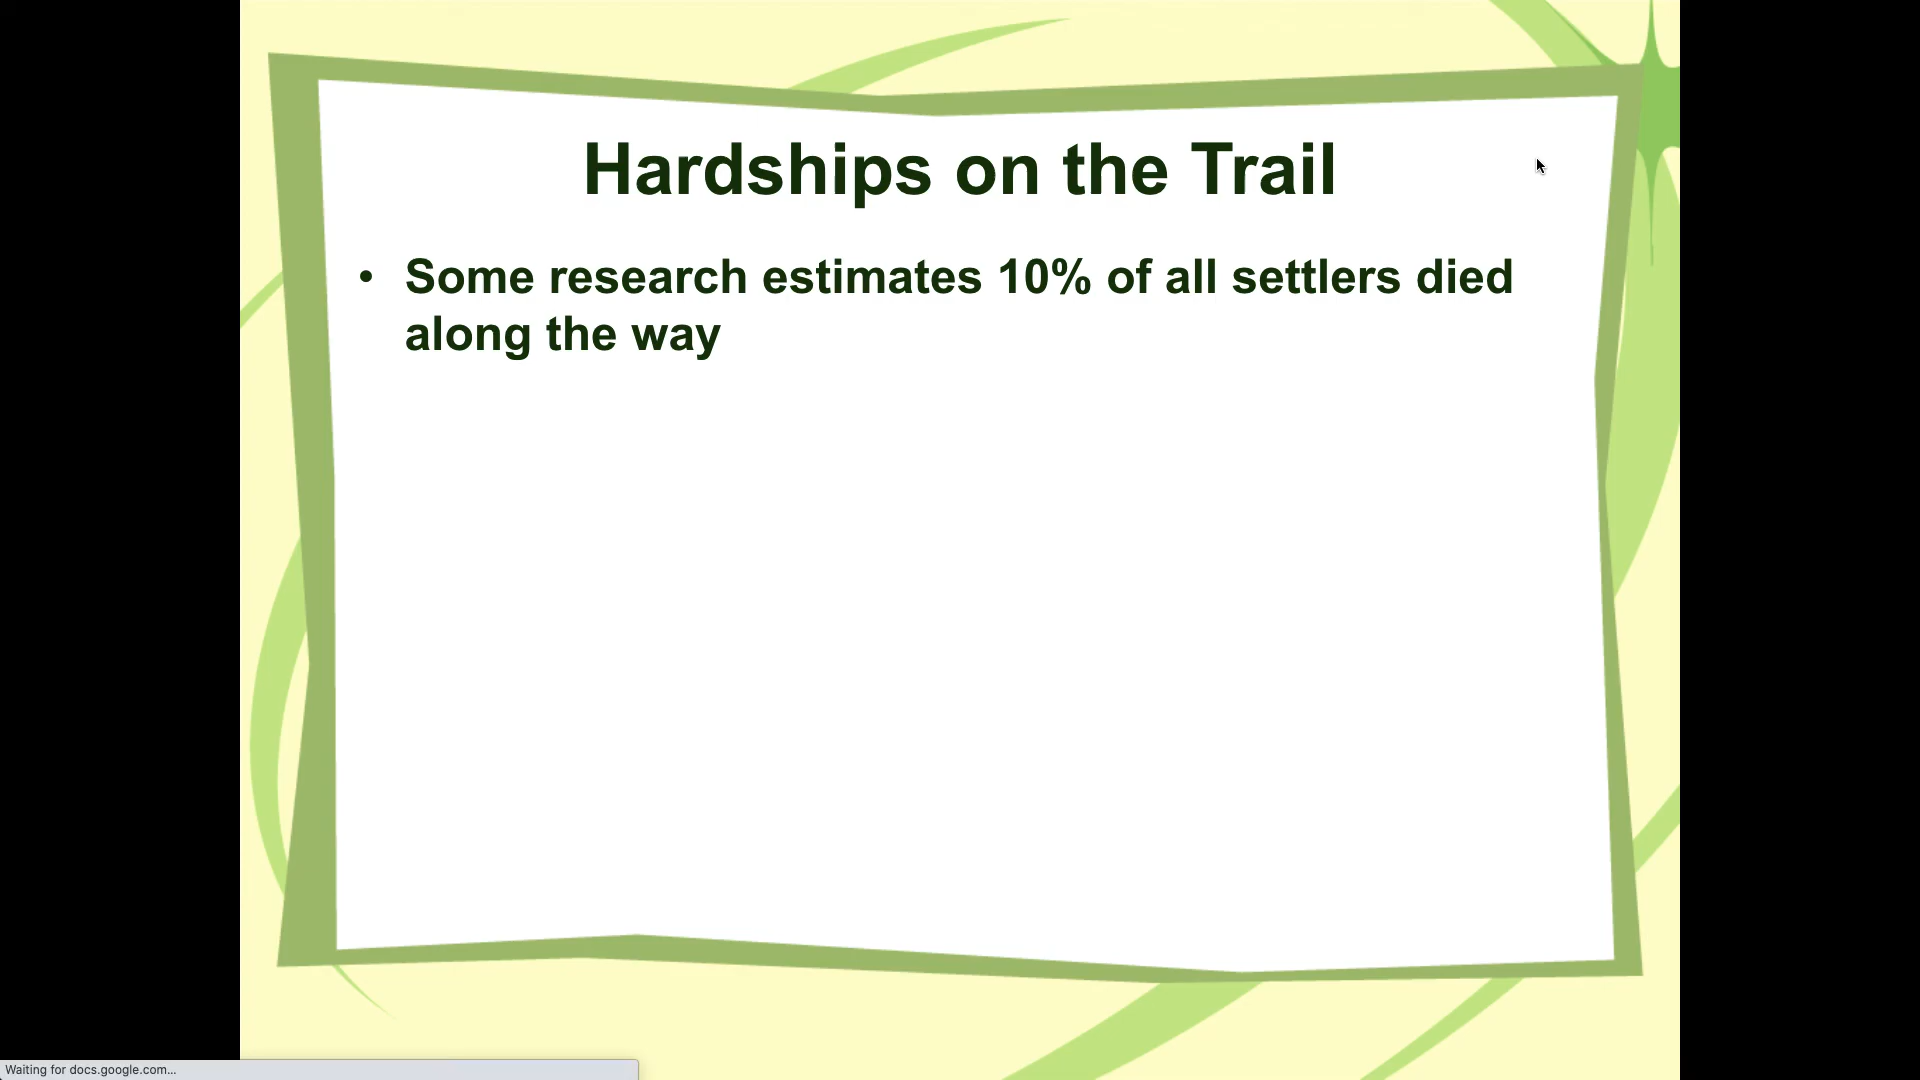 Hardships on the Trail
• Some research estimates 10% of all settlers died
along the way
Waiting for docs.google.com...